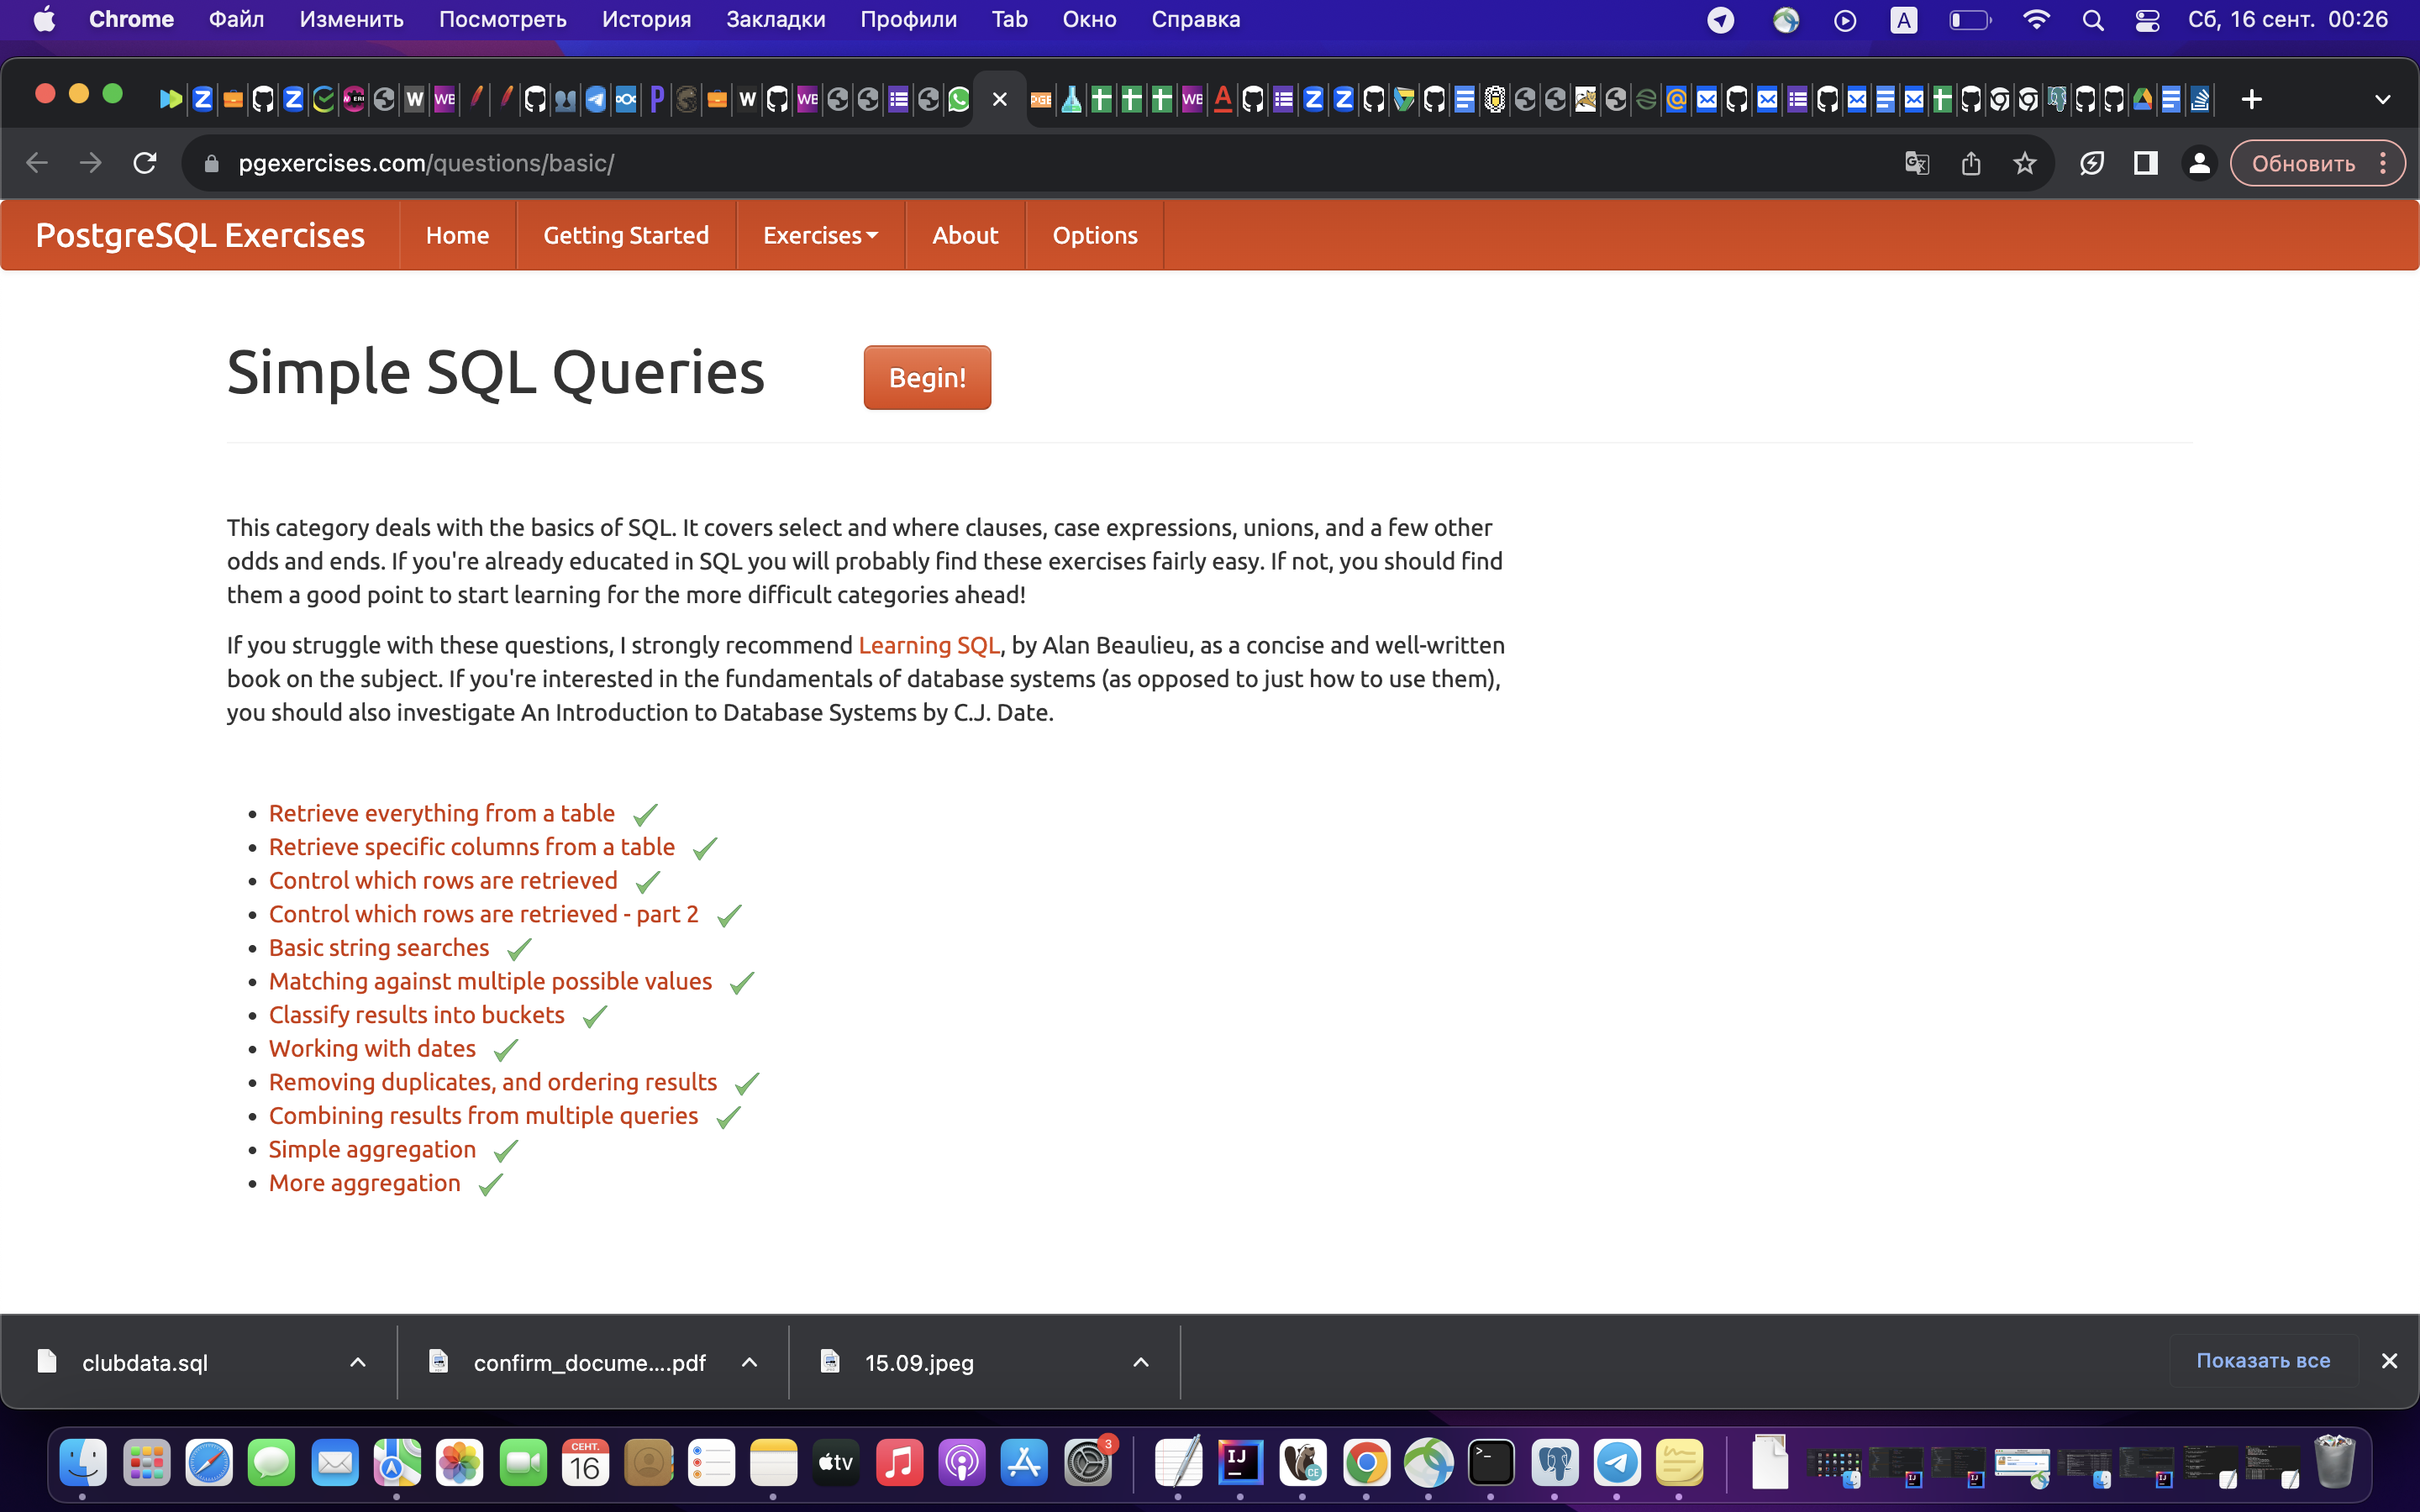 Chrome Файл Изменить Посмотреть История Закладки Профили Tab Окно Справка A Сб, 16 сент. 00:26
pgexercises.com/questions/basic/ Обновить
PostgreSQL Exercises Home Getting Started Exercises About Options
Simple SQL Queries Begin!
This category deals with the basics of SQL. It covers select and where clauses, case expressions, unions, and a few other
odds and ends. If you're already educated in SQL you will probably find these exercises fairly easy. If not, you should find
them a good point to start learning for the more difficult categories ahead!
If you struggle with these questions, I strongly recommend Learning SQL, by Alan Beaulieu, as a concise and well-written
book on the subject. If you're interested in the fundamentals of database systems (as opposed to just how to use them),
you should also investigate An Introduction to Database Systems by C.J. Date.
Retrieve everything from a table
Retrieve specific columns from a table
Control which rows are retrieved
Control which rows are retrieved - part 2
Basic string searches
Matching against multiple possible values
Classify results into buckets
Working with dates
Removing duplicates, and ordering results
Combining results from multiple queries
Simple aggregation
More aggregation
clubdata.sql confirm_docume....pdf 15.09.jpeg Показать все
СЕНТ.
16 tv 3 IJ CE